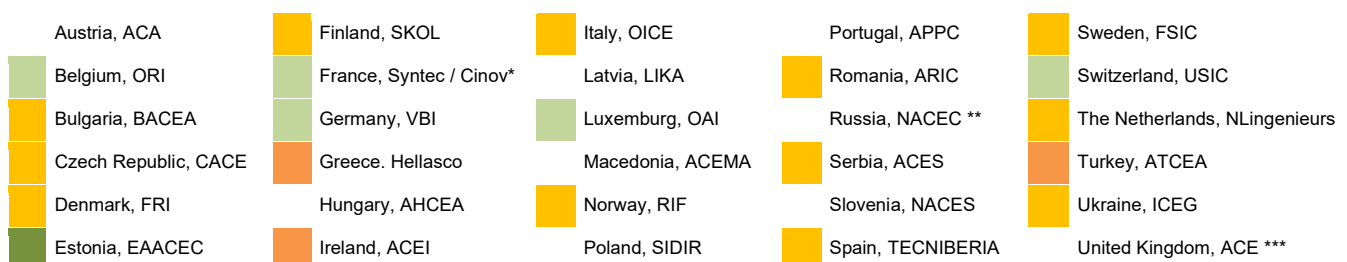 Austria, ACA
Belgium, ORI
Bulgaria, BACEA
Czech Republic, CACE
Denmark, FRI
Estonia, EAACEC
Finland, SKOL
France, Syntec / Cinov*
Germany, VBI
Greece. Hellasco
Hungary, AHCEA
Ireland, ACEI
Italy, OICE
Latvia, LIKA
Luxemburg, OAI
Macedonia, ACEMA
Norway, RIF
Poland, SIDIR
Portugal, APPC
Romania, ARIC
Russia, NACEC **
Serbia, ACES
Slovenia, NACES
Spain, TECNIBERIA
Sweden, FSIC
Switzerland, USIC
The Netherlands, NLingenieurs
Turkey, ATCEA
Ukraine, ICEG
United Kingdom, ACE ***